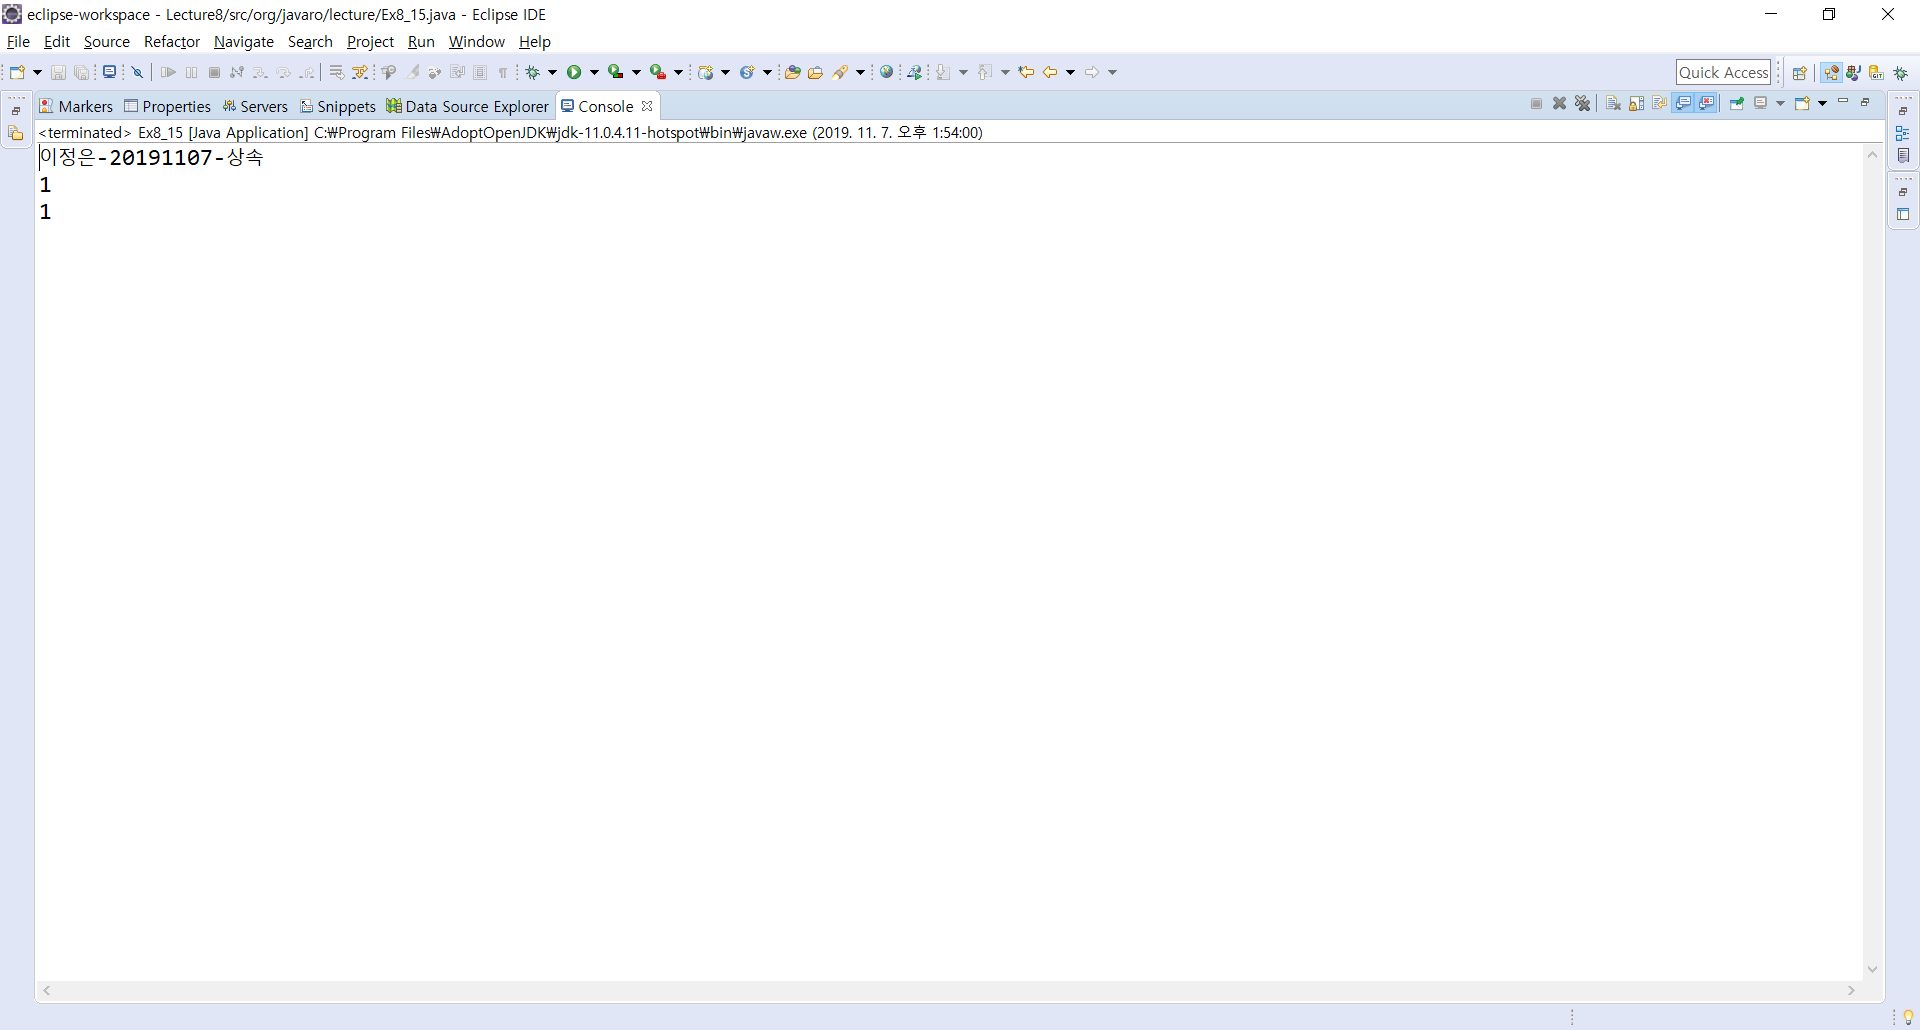 eclipse-workspace - Lecture8/src/org/javaro/lecture/Ex8_15.java - Eclipse IDE
File Edit Source Refactor Navigate Search Project Run Window Help
Quick Access
Markers Properties Servers Snippets Data Source Explorer Console
<terminated> Ex8_15 [Java Application] C:₩Program Files₩AdoptOpenJDK₩jdk-11.0.4.11-hotspot₩bin₩javaw.exe (2019. 11. 7. 오후 1:54:00)
이정은-20191107-상속
1
1